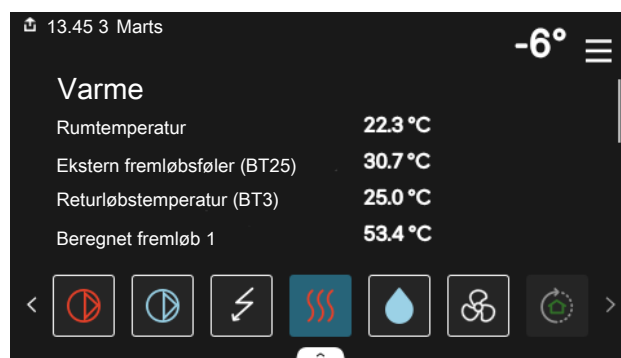 13.45 3 Marts
-6°
Varme
Rumtemperatur 22.3 °C
Ekstern fremløbsføler (BT25) 30.7 °C
Returløbstemperatur (BT3) 25.0 °C
Beregnet fremløb 1 53.4 °C